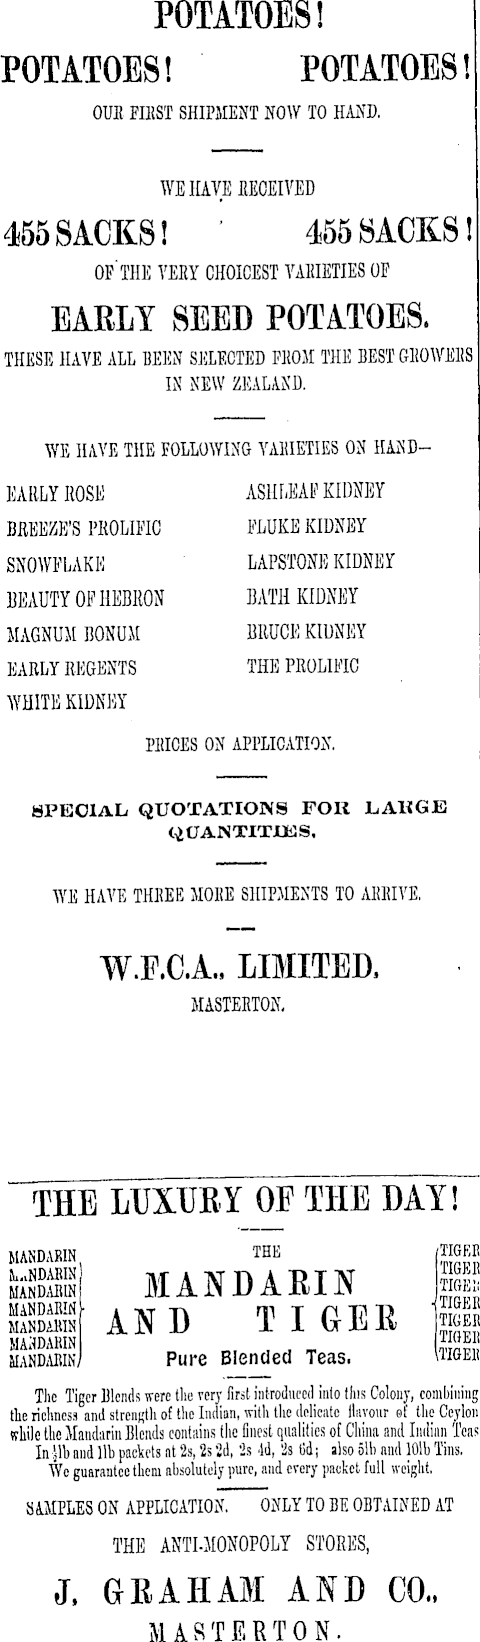 POTATOES!
POTATOES! POTATOES!
OUR FIRST SHIPMENT NOW TO HAND.
WE HAVE RECEIVED
455 SACKS! 455 SACKS!
OF THE VERY CHOICEST VARIETIES OF
EARLY SEED POTATOES.
THESE HAVE ALL BEEN SELECTED FROM THE BEST GROWERS
IN NEW ZEALAND.
WE HAVE THE FOLLOWING VARIETIES ON HAND—
EARLY ROSE ASHLEAF KIDNEY
BREEZE'S PROLIFIC FLUKE KIDNEY
SNOWFLAKE LAPSTONE KIDNEY
BEAUTY OF HEBRON BATH KIDNEY
MAGNUM BONUM BRUCE KIDNEY
EARLY REGENTS THE PROLIFIC
WHITE KIDNEY
PRICES ON APPLICATION.
SPECIAL QUOTATIONS FOR LARGE
QUANTITIES.
WE HAVE THREE MORE SHIPMENTS TO ARRIVE.
W.F.C.A., LIMITED,
MASTERTON.
THE LUXURY OF THE DAY!
MANDARIN THE TIGER
MANDARIN TIGER
MANDARIN MANDARIN TIGER
MANDARIN AND TIGER TIGER
MANDARIN TIGER
MANDARIN TIGER
MANDARIN Pure Blended Teas. TIGER
The Tiger Blends were the very first introduced into this Colony, combining
the richness and strength of the Indian, with the delicate flavour of the Ceylon
while the Mandarin Blends contains the finest qualities of China and Indian Teas
In lb and 1lb packets at 2s, 2s 2d, 2s 4d, 2s 6d; also 5lb and 10lb Tins.
We guarantee them absolutely pure, and every packet full weight.
SAMPLES ON APPLICATION. ONLY TO BE OBTAINED AT
THE ANTI-MONOPOLY STORES,
J. GRAHAM AND CO.,
MASTERTON.